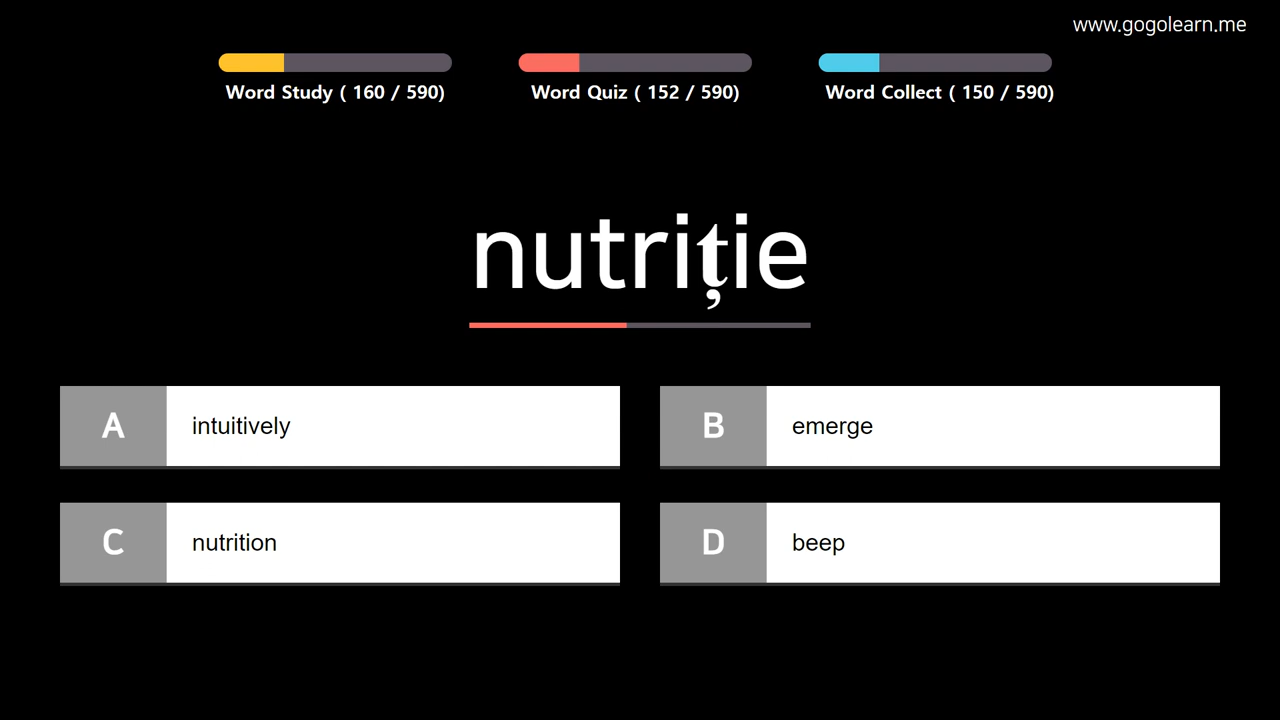 www.gogolearn.me
Word Study ( 160 / 590)
Word Quiz ( 152 / 590)
Word Collect ( 150 / 590)
nutriție
A intuitively
B emerge
C nutrition
D beep